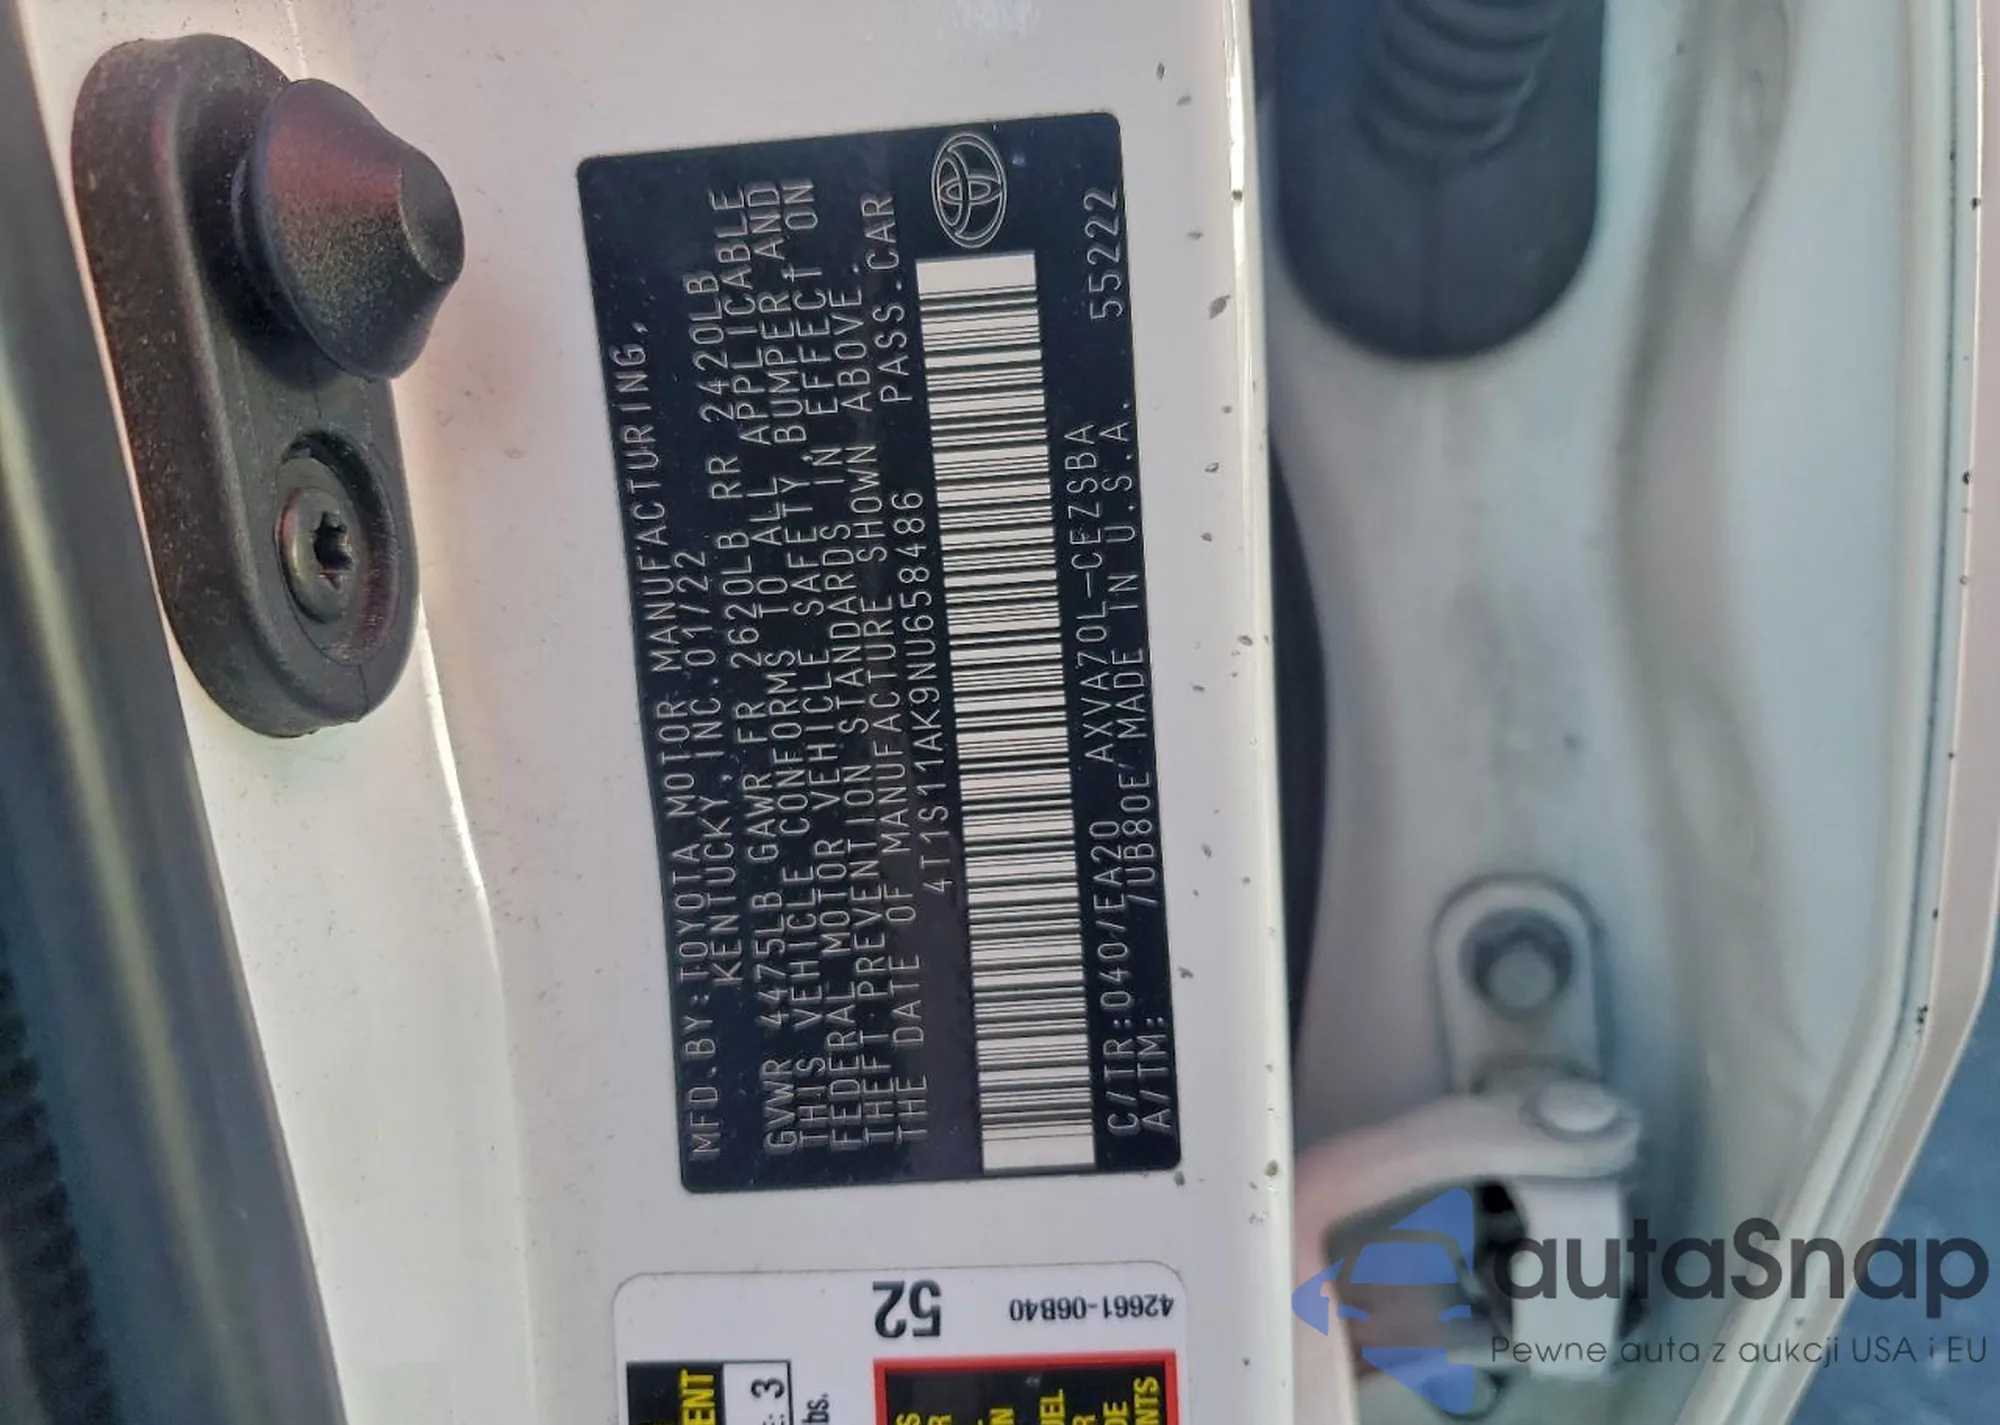 MFD.BY:TOYOTA MOTOR MANUFACTURING,
KENTUCKY,INC.01/22
GVWR 4475LB GAWR FR 2620LB RR 2420LB
THIS VEHICLE CONFORMS TO ALL APPLICABLE
FEDERAL MOTOR VEHICLE SAFETY,BUMPER,AND
THEFT PREVENTION STANDARDS IN EFFECT ON
THE DATE OF MANUFACTURE SHOWN ABOVE.
4T1S11AK9NU658486 PASS.CAR
C/TR:040/EA20 AXVA70L-CEZSBA 55222
A/TM: /UB80E/MADE IN U.S.A.
52
42661-06B40
3
autaSnap
Pewne auta z aukcji USA i EU